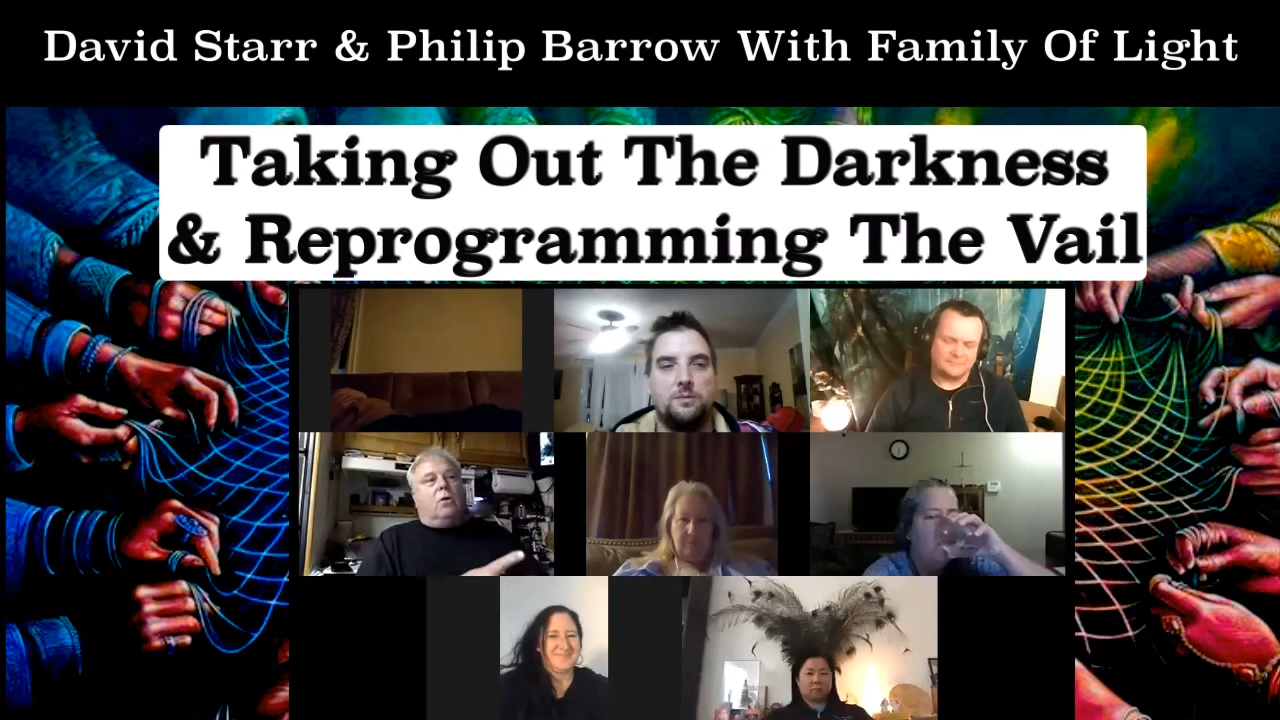 David Starr & Philip Barrow With Family Of Light
Taking Out The Darkness
& Reprogramming The Vail